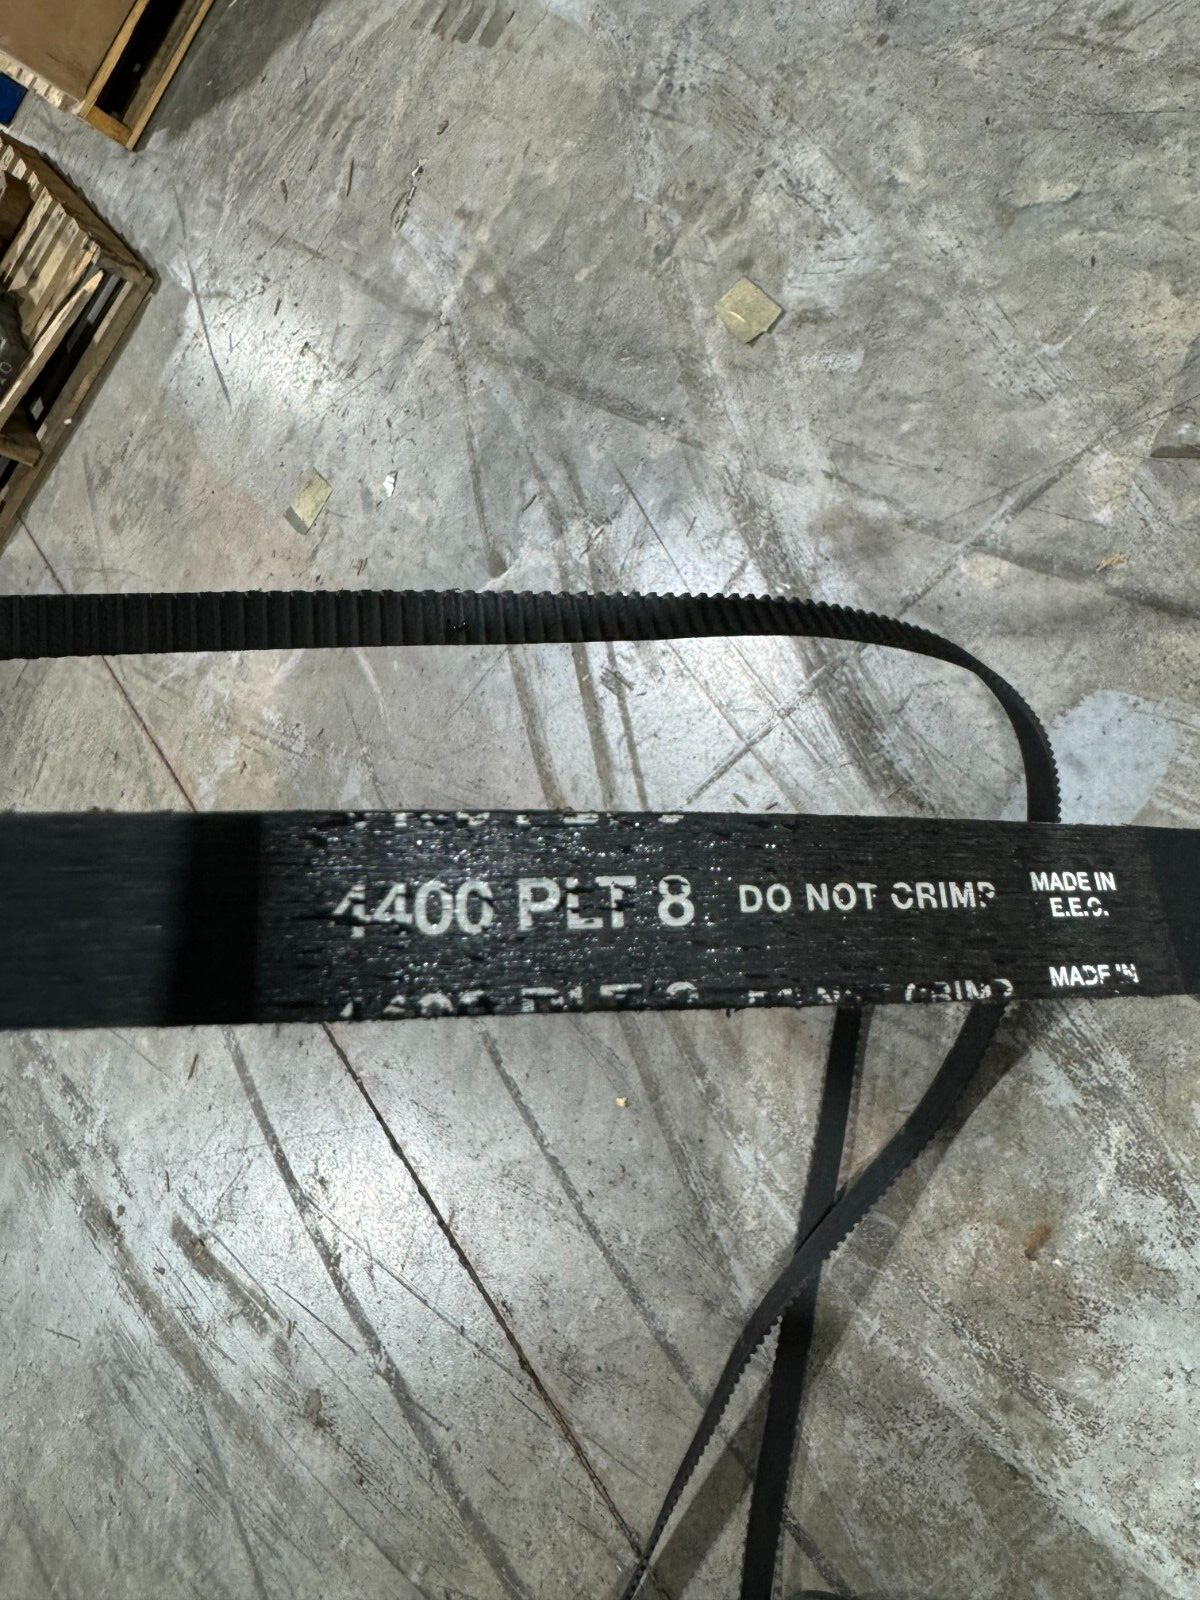 4400 PLT 8 DO NOT CRIMP MADE IN
E.E.C.
MADE IN